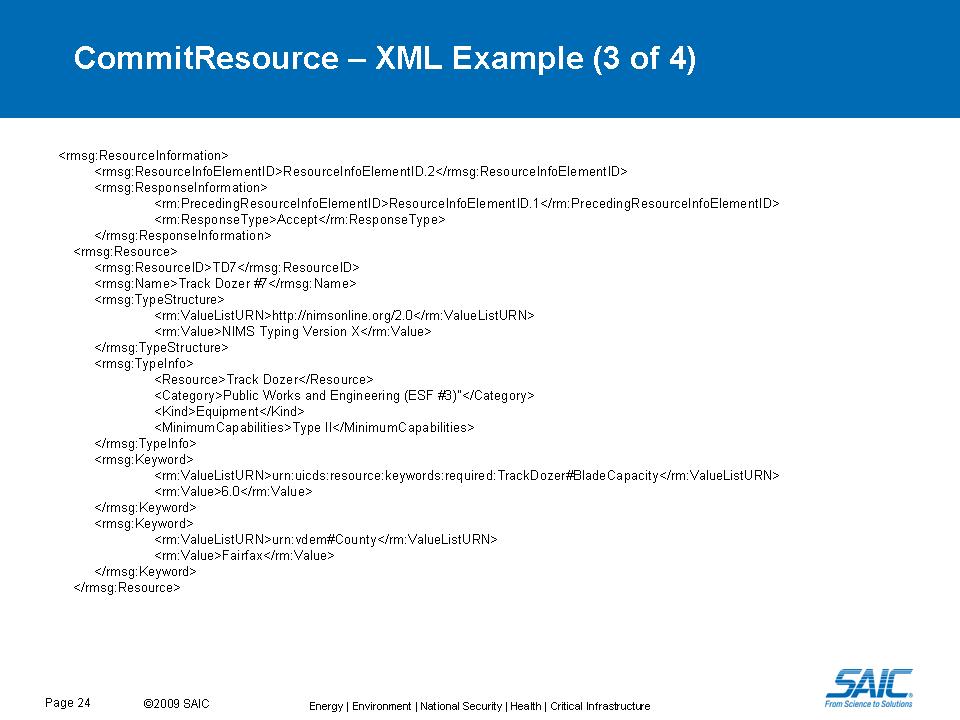 CommitResource – XML Example (3 of 4)
<rmsg:ResourceInformation>
<rmsg:ResourceInfoElementID>ResourceInfoElementID.2</rmsg:ResourceInfoElementID>
<rmsg:ResponseInformation>
<rm:PrecedingResourceInfoElementID>ResourceInfoElementID.1</rm:PrecedingResourceInfoElementID>
<rm:ResponseType>Accept</rm:ResponseType>
</rmsg:ResponseInformation>
<rmsg:Resource>
<rmsg:ResourceID>TD7</rmsg:ResourceID>
<rmsg:Name>Track Dozer #7</rmsg:Name>
<rmsg:TypeStructure>
<rm:ValueListURN>http://nimsonline.org/2.0</rm:ValueListURN>
<rm:Value>NIMS Typing Version X</rm:Value>
</rmsg:TypeStructure>
<rmsg:TypeInfo>
<Resource>Track Dozer</Resource>
<Category>Public Works and Engineering (ESF #3)"</Category>
<Kind>Equipment</Kind>
<MinimumCapabilities>Type II</MinimumCapabilities>
</rmsg:TypeInfo>
<rmsg:Keyword>
<rm:ValueListURN>urn:uicds:resource:keywords:required:TrackDozer#BladeCapacity</rm:ValueListURN>
<rm:Value>6.0</rm:Value>
</rmsg:Keyword>
<rmsg:Keyword>
<rm:ValueListURN>urn:vdem#County</rm:ValueListURN>
<rm:Value>Fairfax</rm:Value>
</rmsg:Keyword>
</rmsg:Resource>
Page 24
©2009 SAIC
Energy | Environment | National Security | Health | Critical Infrastructure
SAIC
From Science to Solutions